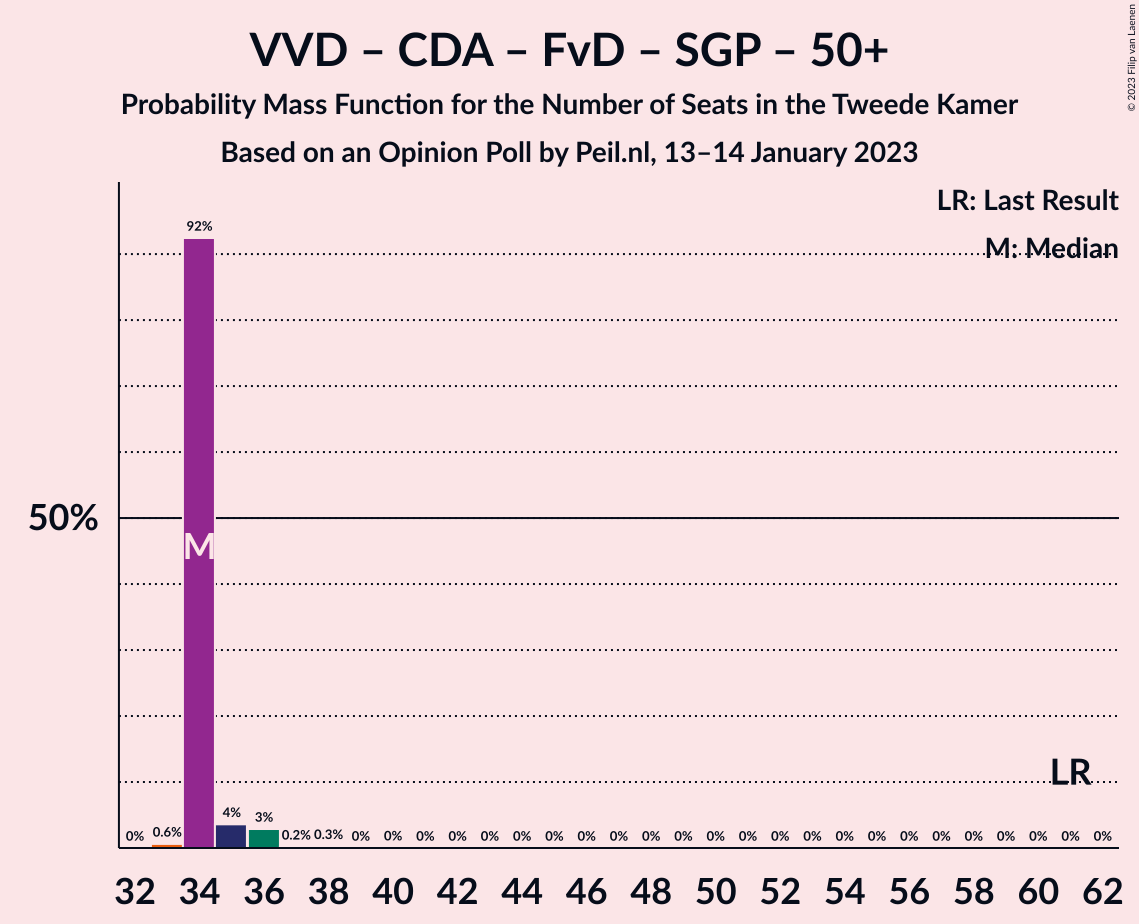 VVD – CDA – FvD – SGP – 50+
Probability Mass Function for the Number of Seats in the Tweede Kamer
Based on an Opinion Poll by Peil.nl, 13–14 January 2023
© 2023 Filip van Laenen
LR: Last Result
M: Median
50%
92%
M
LR
0% 0.6% 4% 3% 0.2% 0.3% 0% 0% 0% 0% 0% 0% 0% 0% 0% 0% 0% 0% 0% 0% 0% 0% 0% 0% 0% 0% 0% 0% 0% 0%
32 34 36 38 40 42 44 46 48 50 52 54 56 58 60 62